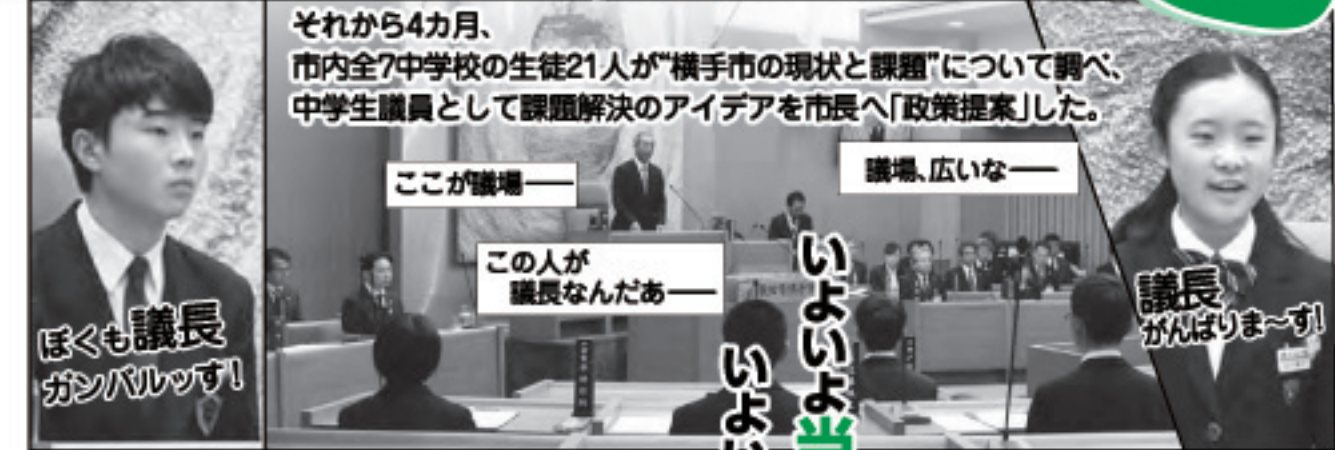 それから4カ月、
市内全7中学校の生徒21人が“横手市の現状と課題”について調べ、
中学生議員として課題解決のアイデアを市長へ「政策提案」した。
ここが議場──
議場、広いな──
この人が
議長なんだあ──
いよいよ当
いよい
ぼくも議長
ガンバルッす!
議長
がんばりま〜す!